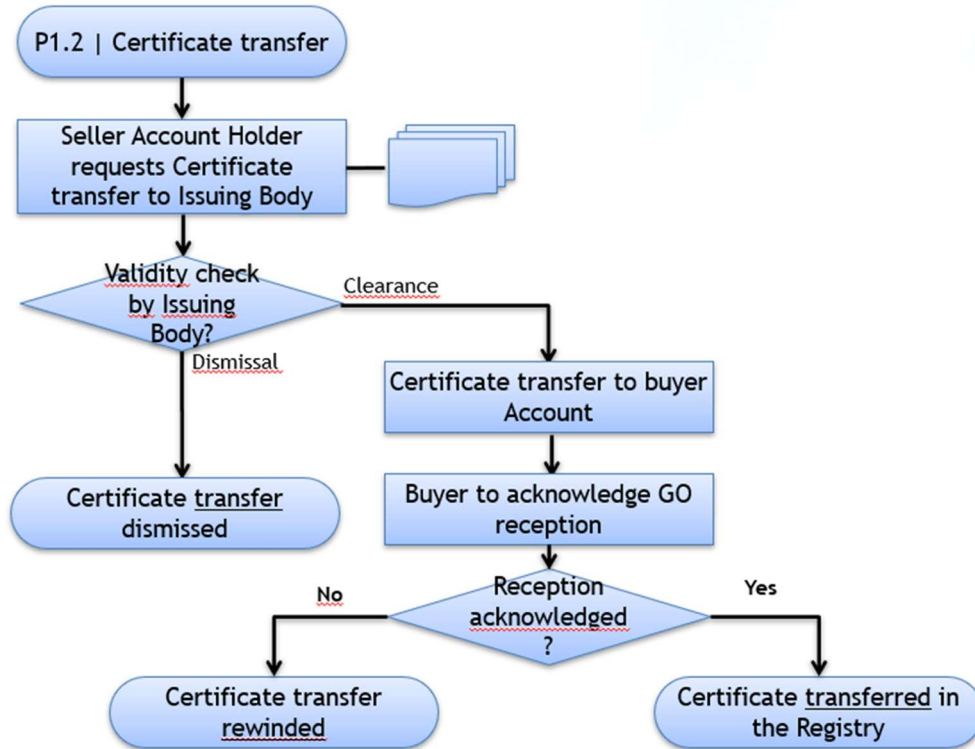 P1.2 | Certificate transfer
Seller Account Holder
requests Certificate
transfer to Issuing Body
Validity check
by Issuing
Body?
Clearance
Dismissal
Certificate transfer to buyer
Account
Certificate transfer
dismissed
Buyer to acknowledge GO
reception
Reception
acknowledged
?
No
Yes
Certificate transfer
rewinded
Certificate transferred in
the Registry